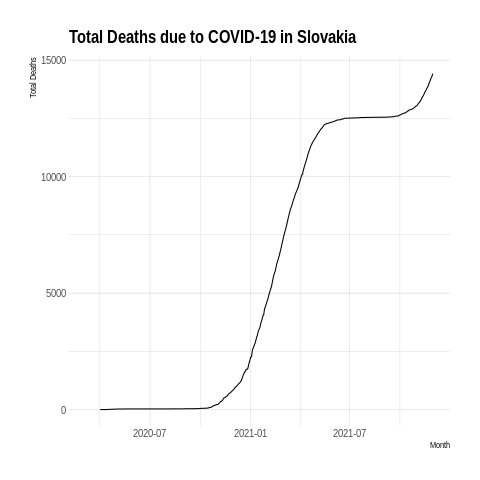 Total Deaths due to COVID-19 in Slovakia
Total Deaths
15000
10000
5000
0
2020-07 2021-01 2021-07
Month